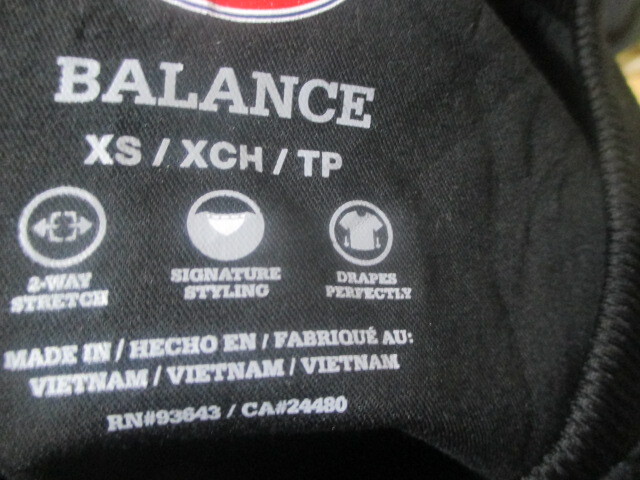 BALANCE
XS / XCH / TP
2-WAY
STRETCH
SIGNATURE
STYLING
DRAPES
PERFECTLY
MADE IN / HECHO EN / FABRIQUÉ AU:
VIETNAM / VIETNAM / VIETNAM
RN#93643 / CA#24480